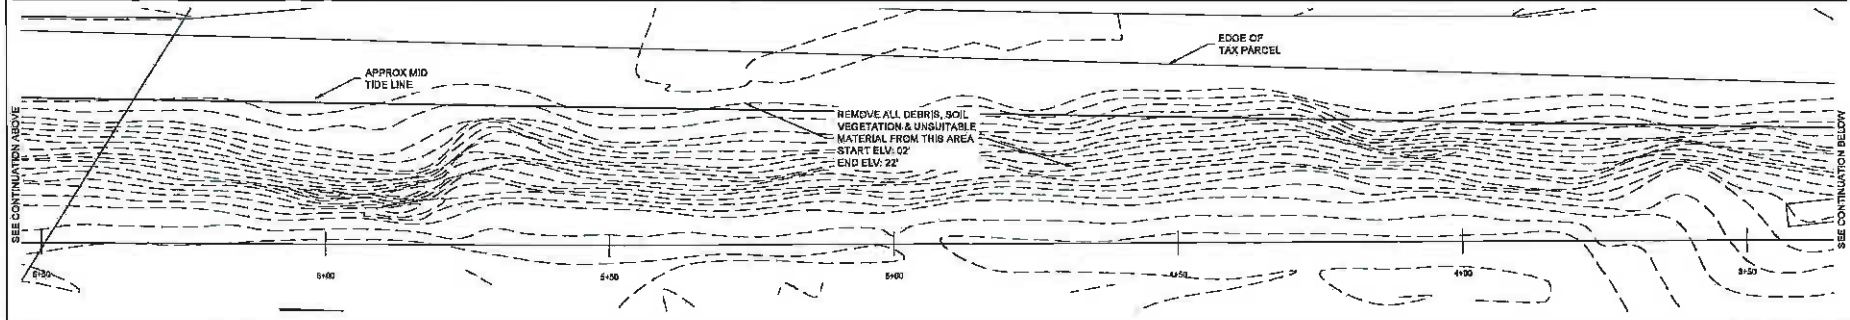 EDGE OF
TAX PARCEL
APPROX MID
TIDE LINE
REMOVE ALL DEBRIS, SOIL
VEGETATION & UNSUITABLE
MATERIAL FROM THIS AREA
START ELV: 02'
END ELV: 22'
SEE CONTINUATION ABOVE
SEE CONTINUATION BELOW
6+50
6+00
5+50
5+00
4+50
4+00
3+50